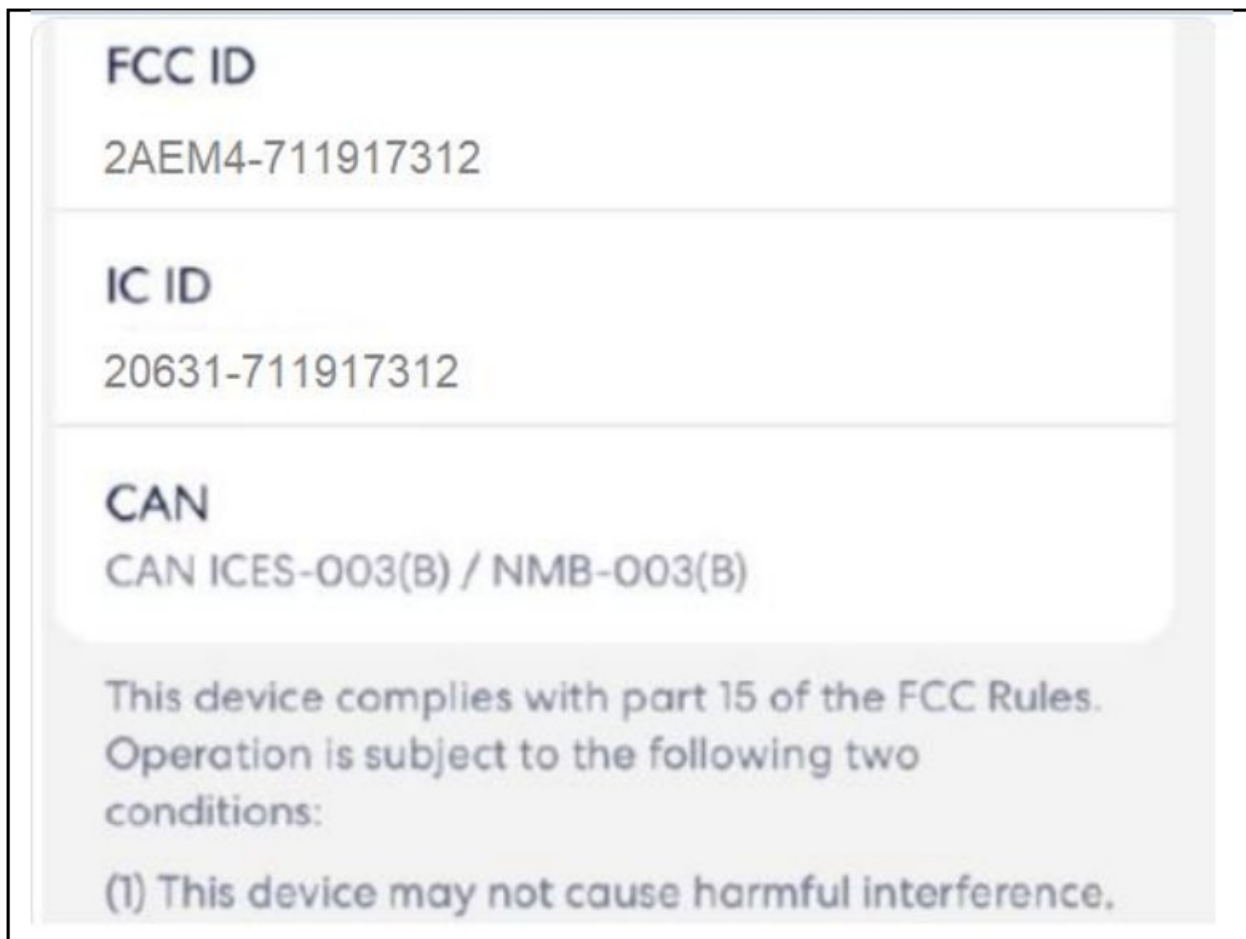 FCC ID
2AEM4-711917312
IC ID
20631-711917312
CAN
CAN ICES-003(B) / NMB-003(B)
This device complies with part 15 of the FCC Rules.
Operation is subject to the following two
conditions:
(1) This device may not cause harmful interference.